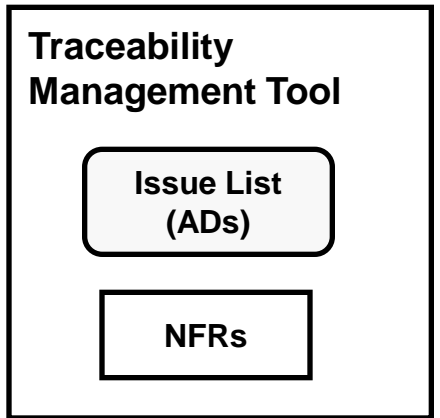 Traceability
Management Tool
Issue List
(ADs)
NFRs